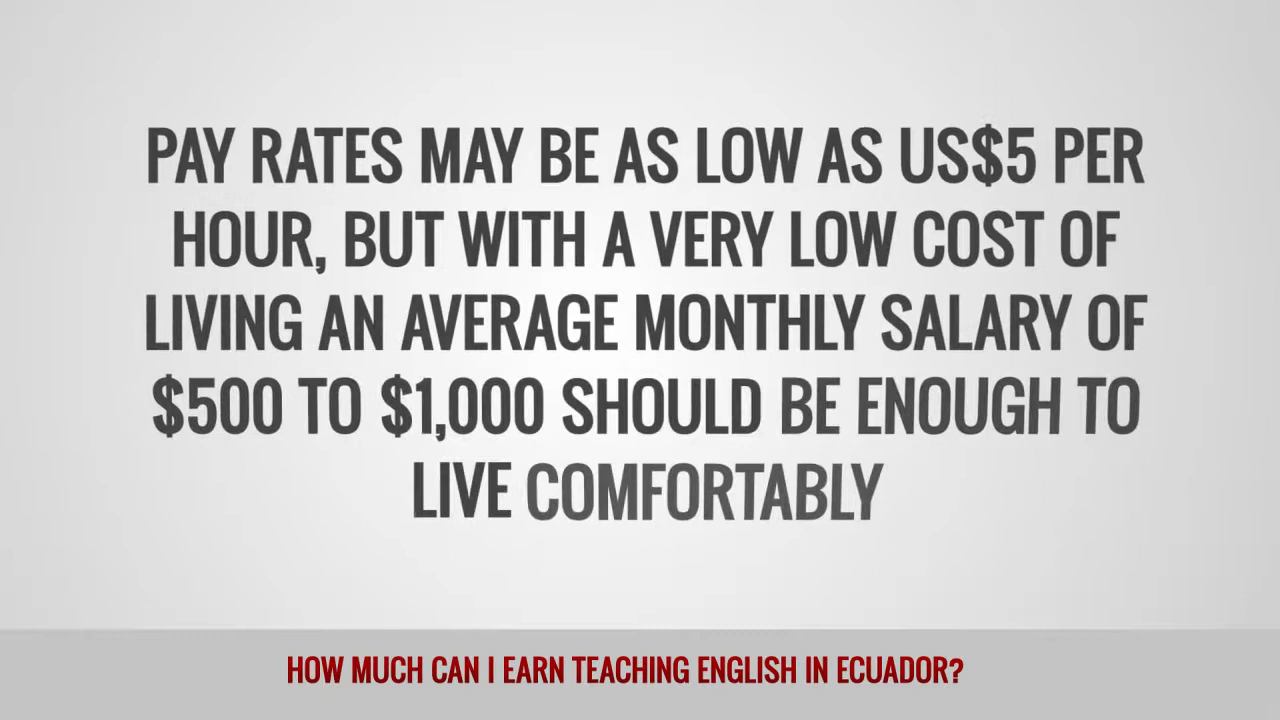 PAY RATES MAY BE AS LOW AS US$5 PER
HOUR, BUT WITH A VERY LOW COST OF
LIVING AN AVERAGE MONTHLY SALARY OF
$500 TO $1,000 SHOULD BE ENOUGH TO
LIVE COMFORTABLY
HOW MUCH CAN I EARN TEACHING ENGLISH IN ECUADOR?